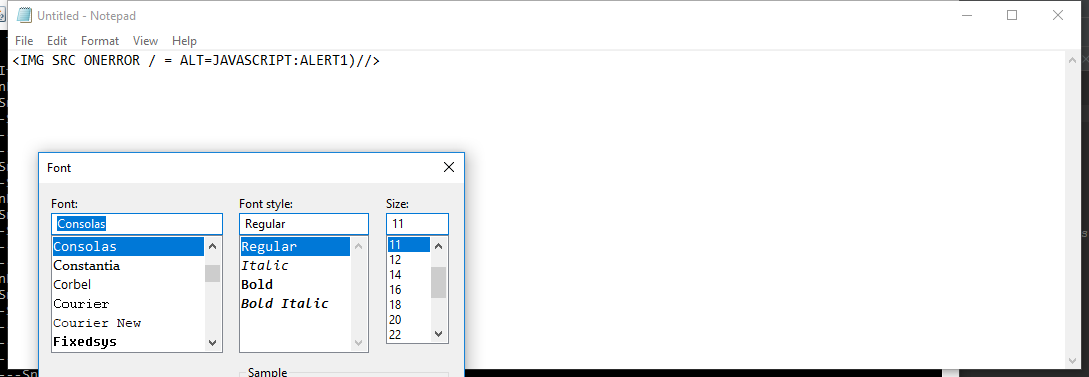 Untitled - Notepad
File Edit Format View Help
<IMG SRC ONERROR / = ALT=JAVASCRIPT:ALERT1)//>
Font
Font: Font style: Size:
Consolas Regular 11
Consolas Regular 11
Constantia Italic 12
Corbel Bold 14
Courier Bold Italic 16
Courier New 18
Fixedsys 20
22
Sample